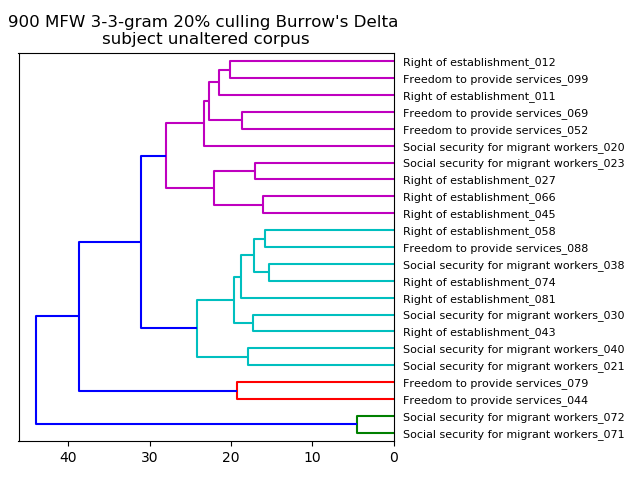 900 MFW 3-3-gram 20% culling Burrow's Delta
subject unaltered corpus
Right of establishment_012
Freedom to provide services_099
Right of establishment_011
Freedom to provide services_069
Freedom to provide services_052
Social security for migrant workers_020
Social security for migrant workers_023
Right of establishment_027
Right of establishment_066
Right of establishment_045
Right of establishment_058
Freedom to provide services_088
Social security for migrant workers_038
Right of establishment_074
Right of establishment_081
Social security for migrant workers_030
Right of establishment_043
Social security for migrant workers_040
Social security for migrant workers_021
Freedom to provide services_079
Freedom to provide services_044
Social security for migrant workers_072
Social security for migrant workers_071
40 30 20 10 0